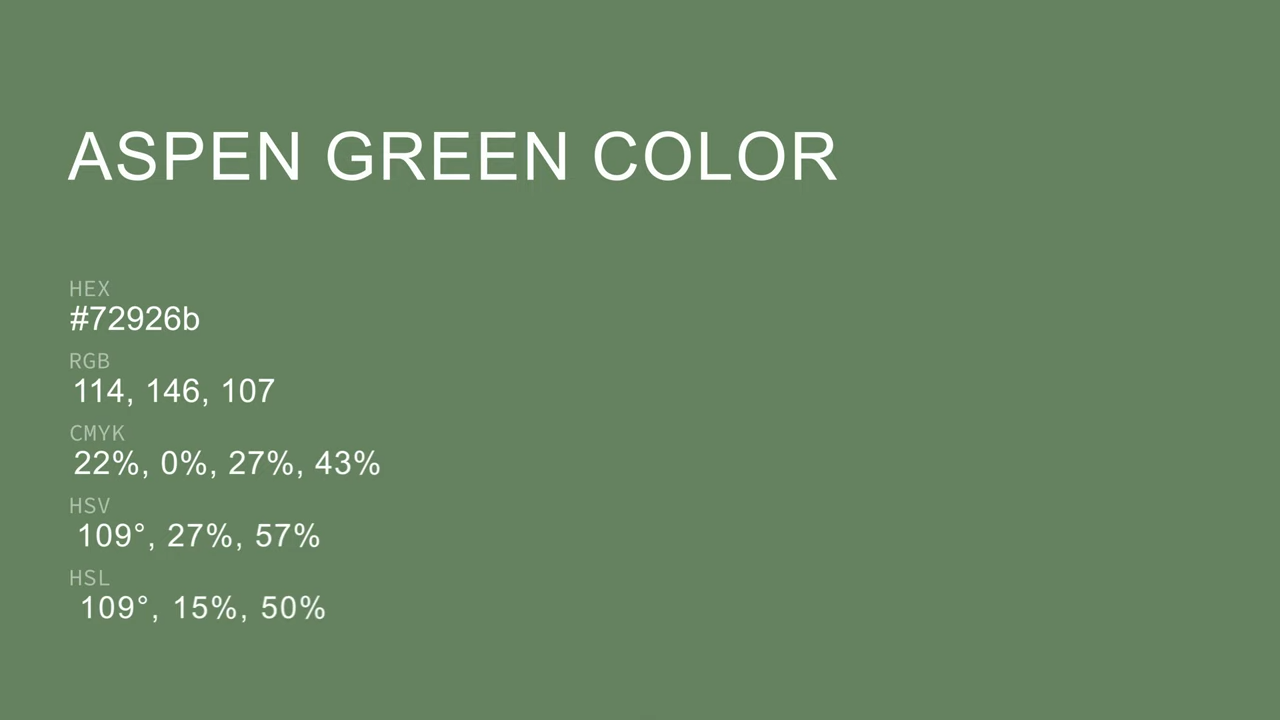 ASPEN GREEN COLOR
HEX
#72926b
RGB
114, 146, 107
CMYK
22%, 0%, 27%, 43%
HSV
109°, 27%, 57%
HSL
109°, 15%, 50%